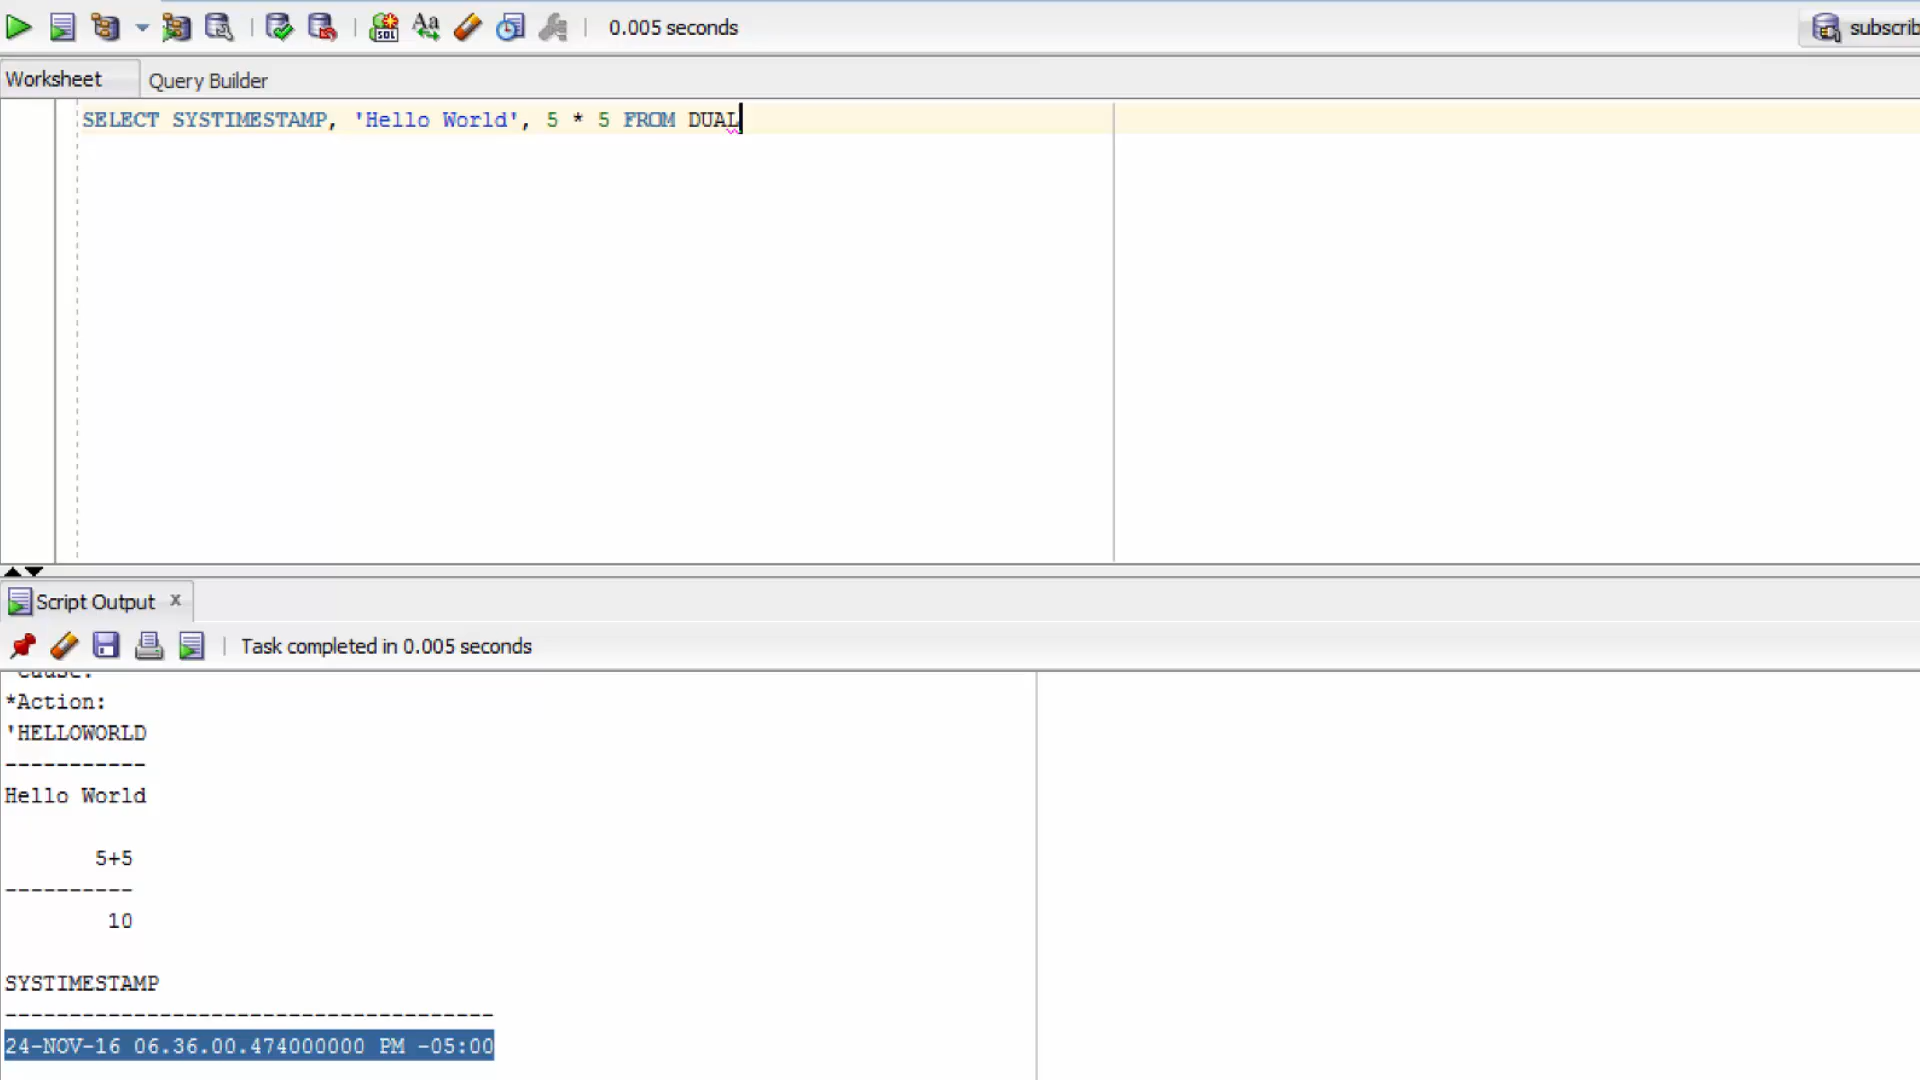 0.005 seconds
subscrib
Worksheet
Query Builder
SELECT SYSTIMESTAMP, 'Hello World', 5 * 5 FROM DUAL
Script Output
Task completed in 0.005 seconds
*Action:
'HELLOWORLD
-----------
Hello World
5+5
----------
10
SYSTIMESTAMP
--------------------------------------
24-NOV-16 06.36.00.474000000 PM -05:00